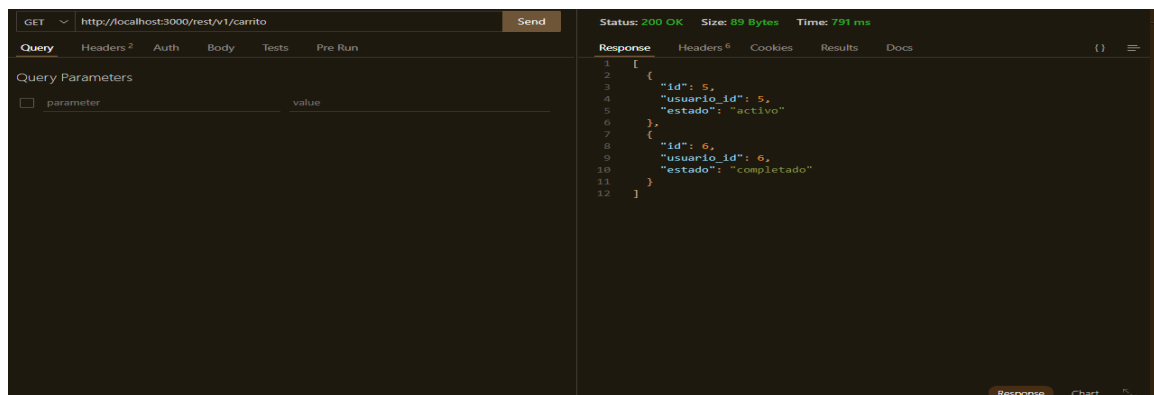 GET http://localhost:3000/rest/v1/carrito Send
Query Headers 2 Auth Body Tests Pre Run
Query Parameters
parameter value
Status: 200 OK Size: 89 Bytes Time: 791 ms
Response Headers 6 Cookies Results Docs {}
1 [
2 {
3 "id": 5,
4 "usuario_id": 5,
5 "estado": "activo"
6 },
7 {
8 "id": 6,
9 "usuario_id": 6,
10 "estado": "completado"
11 }
12 ]
Response Chart